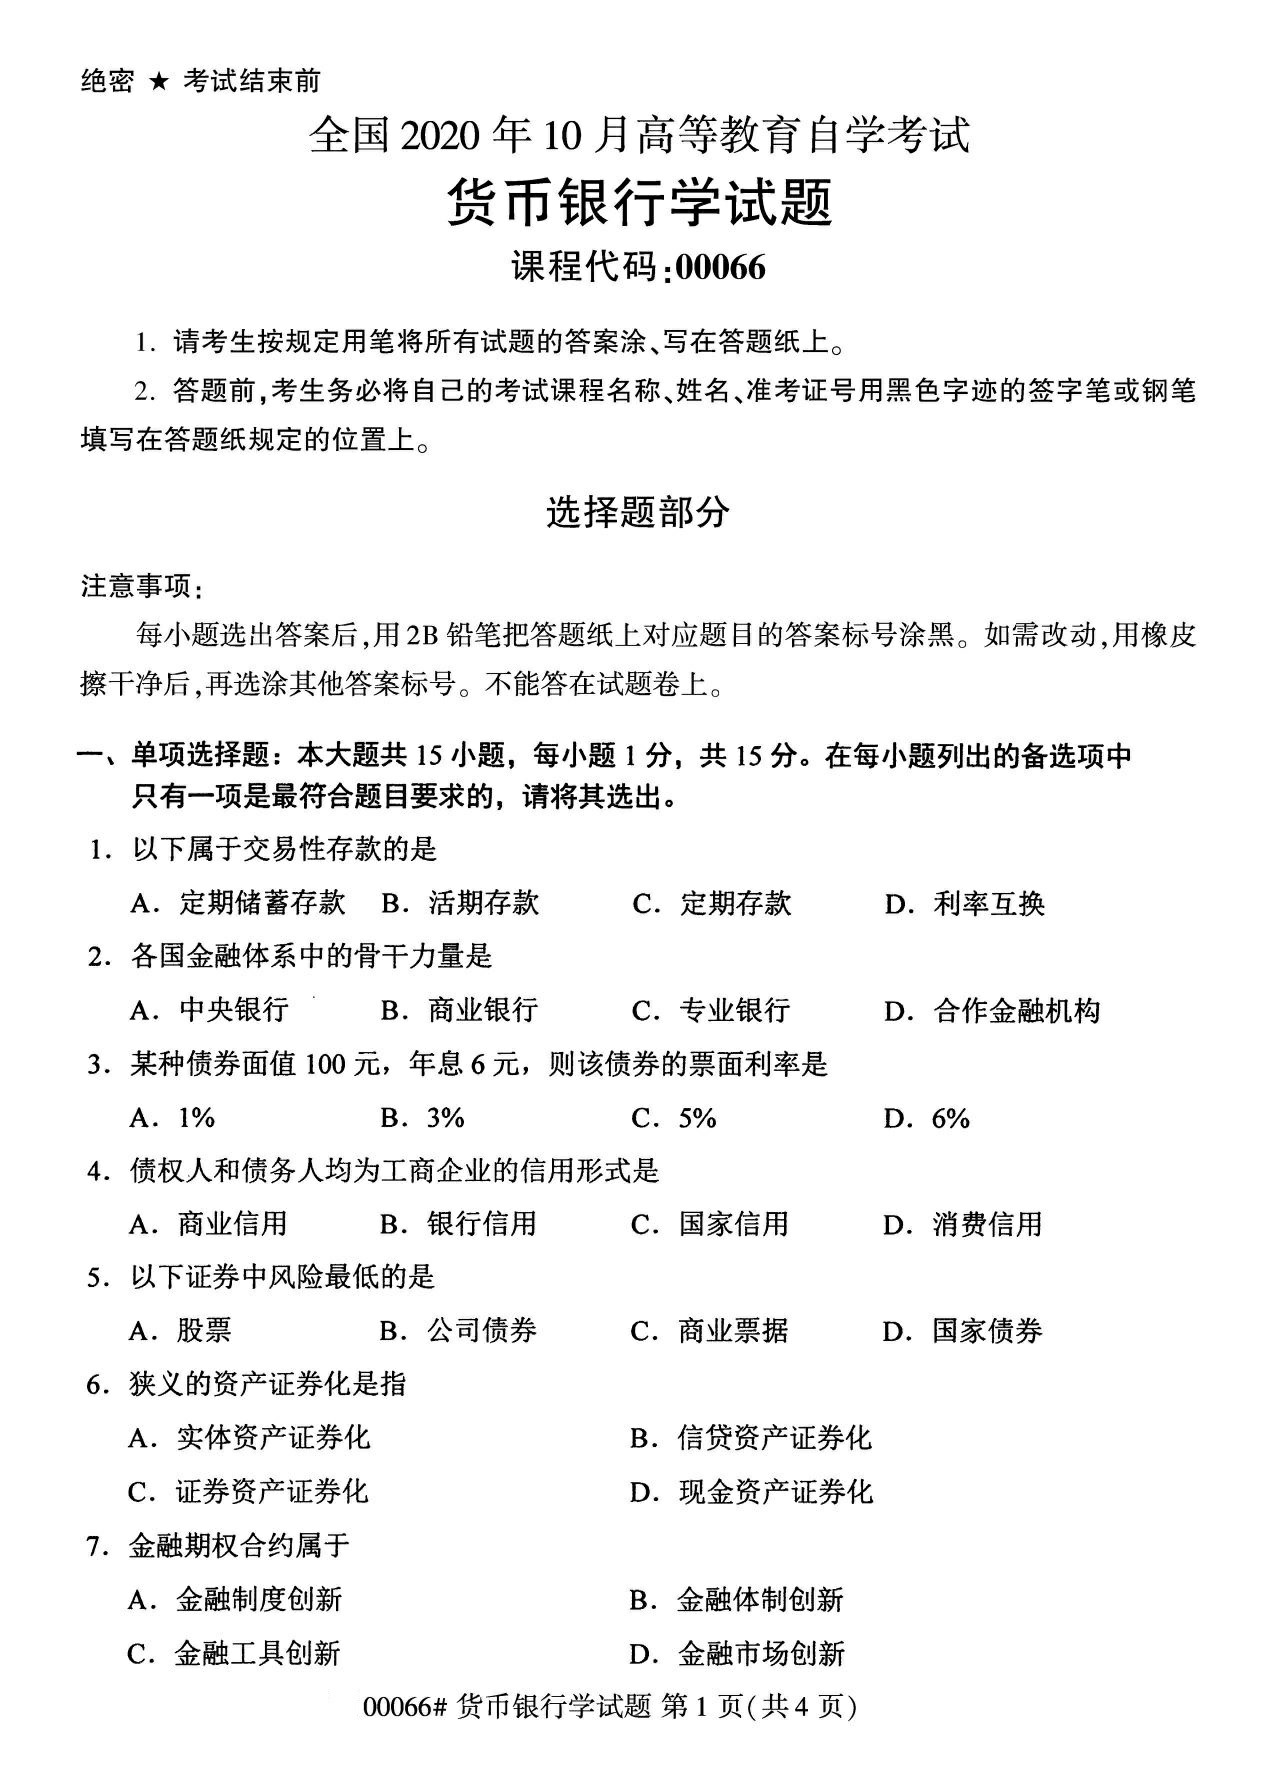 绝密 ★ 考试结束前
全国 2020 年 10 月高等教育自学考试
货币银行学试题
课程代码:00066
1. 请考生按规定用笔将所有试题的答案涂、写在答题纸上。
2. 答题前,考生务必将自己的考试课程名称、姓名、准考证号用黑色字迹的签字笔或钢笔
填写在答题纸规定的位置上。
选择题部分
注意事项:
每小题选出答案后,用 2B 铅笔把答题纸上对应题目的答案标号涂黑。如需改动,用橡皮
擦干净后,再选涂其他答案标号。不能答在试题卷上。
一、单项选择题：本大题共 15 小题，每小题 1 分，共 15 分。在每小题列出的备选项中
只有一项是最符合题目要求的，请将其选出。
1. 以下属于交易性存款的是
A. 定期储蓄存款 B. 活期存款 C. 定期存款 D. 利率互换
2. 各国金融体系中的骨干力量是
A. 中央银行 B. 商业银行 C. 专业银行 D. 合作金融机构
3. 某种债券面值 100 元，年息 6 元，则该债券的票面利率是
A. 1% B. 3% C. 5% D. 6%
4. 债权人和债务人均为工商企业的信用形式是
A. 商业信用 B. 银行信用 C. 国家信用 D. 消费信用
5. 以下证券中风险最低的是
A. 股票 B. 公司债券 C. 商业票据 D. 国家债券
6. 狭义的资产证券化是指
A. 实体资产证券化 B. 信贷资产证券化
C. 证券资产证券化 D. 现金资产证券化
7. 金融期权合约属于
A. 金融制度创新 B. 金融体制创新
C. 金融工具创新 D. 金融市场创新
00066# 货币银行学试题 第 1 页(共 4 页)